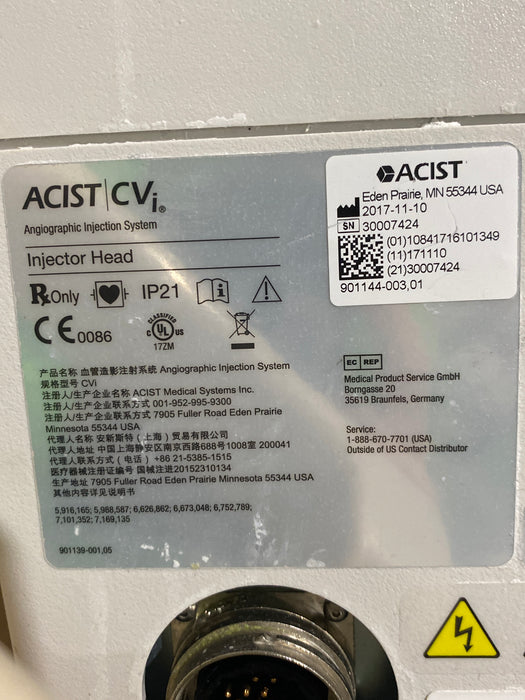 ACIST CVi®
Angiographic Injection System
Injector Head
Rx Only IP21
CE 0086
CLASSIFIED
C UL US
17ZM
ACIST
Eden Prairie, MN 55344 USA
2017-11-10
SN 30007424
(01)10841716101349
(11)171110
(21)30007424
901144-003,01
产品名称 血管造影注射系统 Angiographic Injection System
规格型号 CVi
注册人/生产企业名称 ACIST Medical Systems Inc.
注册人/生产企业联系方式 001-952-995-9300
注册人/生产企业地址 7905 Fuller Road Eden Prairie
Minnesota 55344 USA
代理人名称 安新斯特（上海）贸易有限公司
代理人地址 中国上海静安区南京西路688号1008室 200041
代理人联系方式（电话）+86 21-5385-1515
医疗器械注册证编号 国械注进20152310134
生产地址 7905 Fuller Road Eden Prairie Minnesota 55344 USA
其他内容详见说明书
5,916,165; 5,988,587; 6,626,862; 6,673,048; 6,752,789;
7,101,352; 7,169,135
901139-001,05
EC REP
Medical Product Service GmbH
Borngasse 20
35619 Braunfels, Germany
Service:
1-888-670-7701 (USA)
Outside of US Contact Distributor